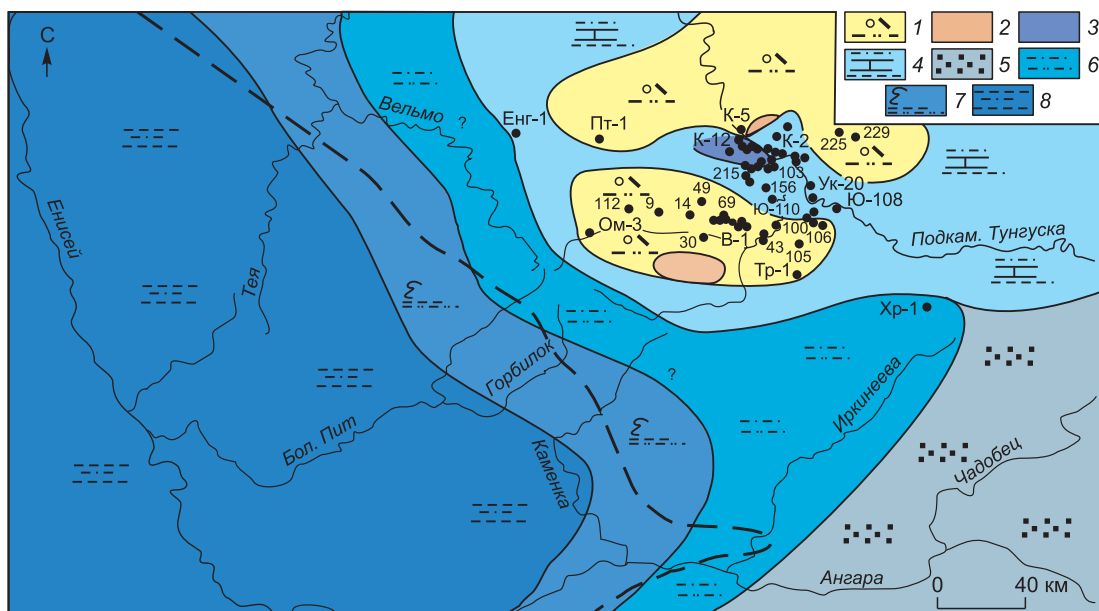 С
1
2
3
4
5
6
7
8
Вельмо
?
Енг-1
Пт-1
К-5
К-12
К-2
229
225
103
215
156
Ук-20
Ю-108
Ю-110
49
112
9
14
69
100
106
Ом-3
30
В-1
43
105
Тр-1
Подкам. Тунгуска
Енисей
Тея
Хр-1
Горбилок
?
Иркинеева
Бол. Пит
Каменка
Чадобец
Ангара
0 40 км